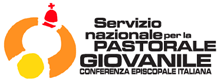 Servizio
nazionale per la
PASTORALE
GIOVANILE
CONFERENZA EPISCOPALE ITALIANA